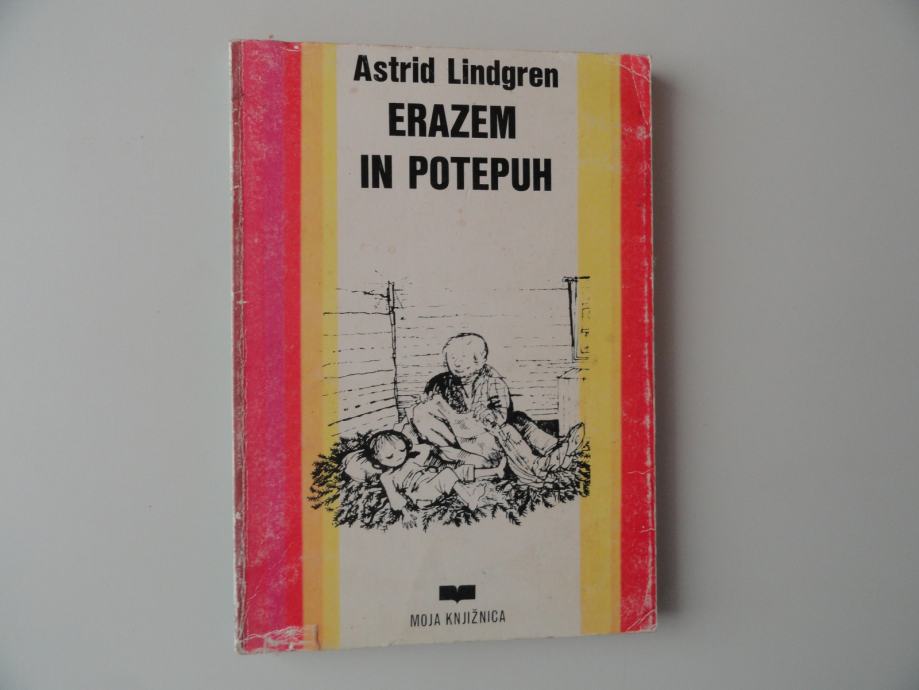 Astrid Lindgren
ERAZEM
IN POTEPUH
MOJA KNJIŽNICA